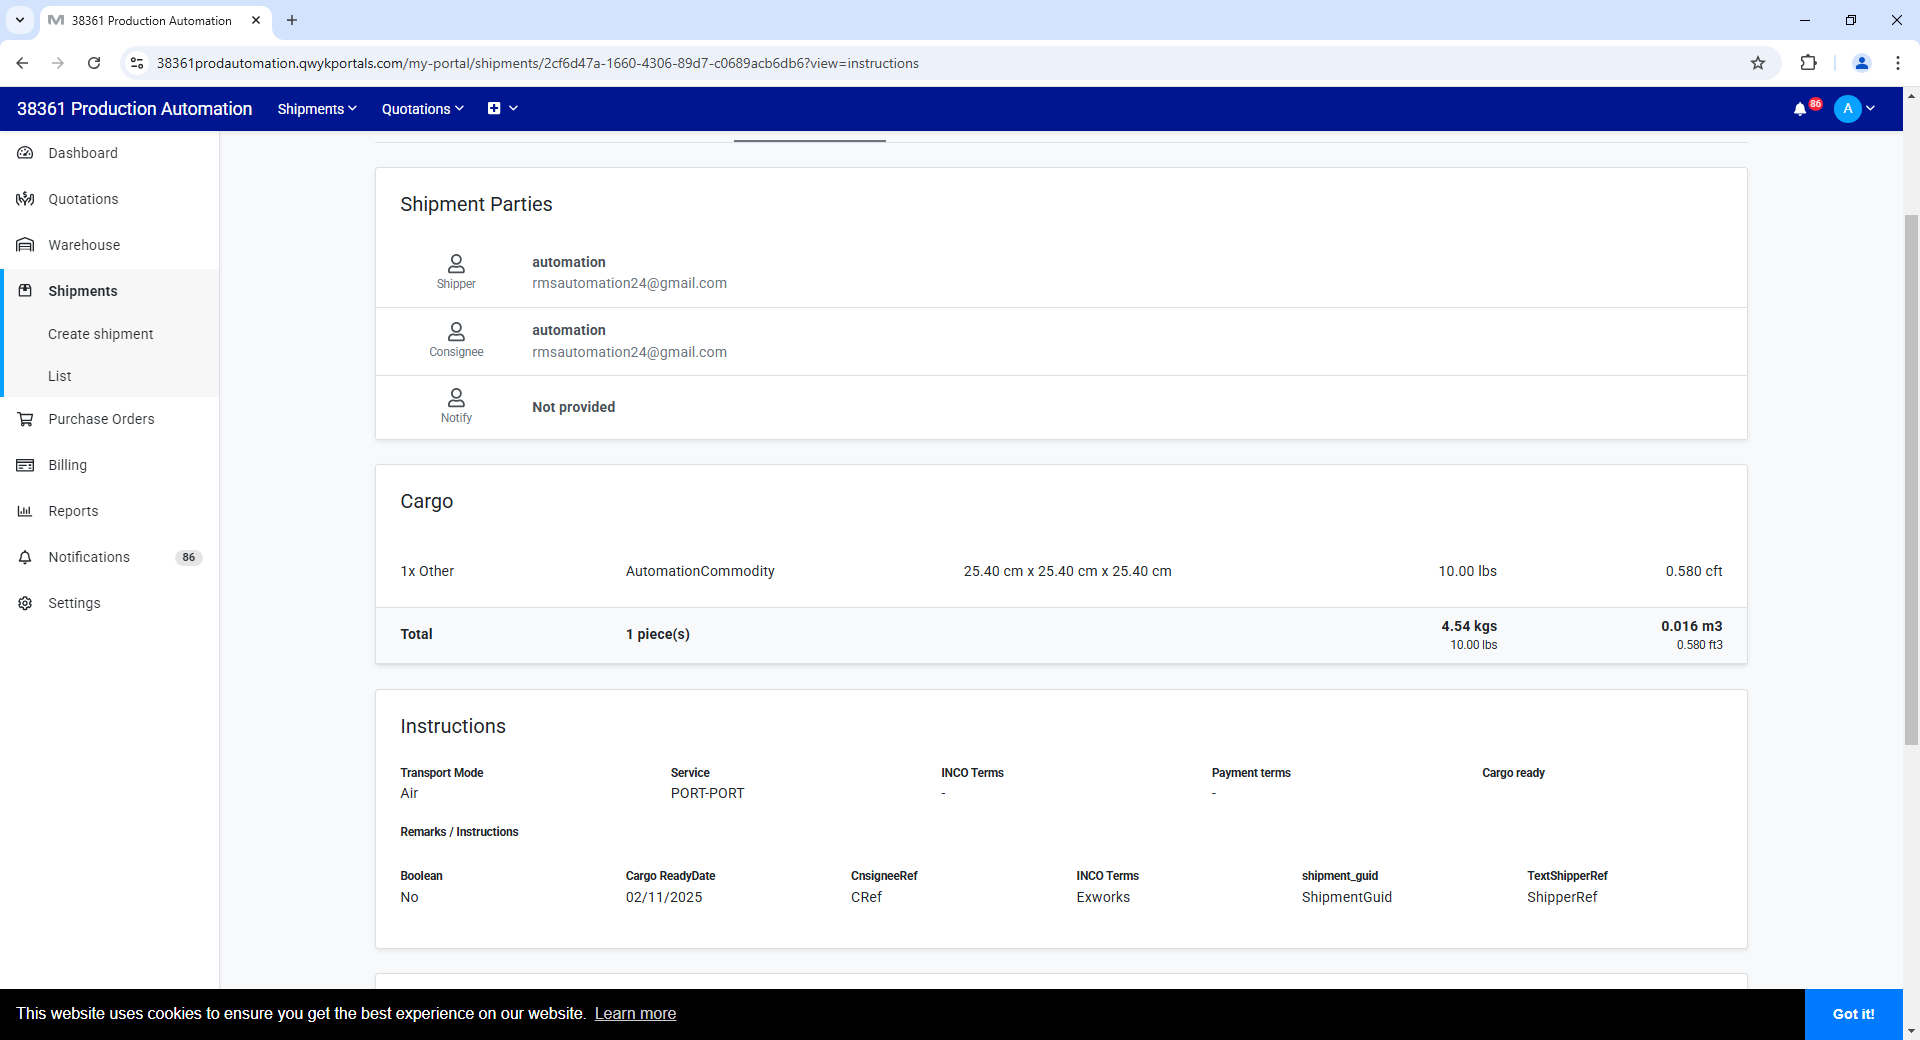 38361 Production Automation
38361prodautomation.qwykportals.com/my-portal/shipments/2cf6d47a-1660-4306-89d7-c0689acb6db6?view=instructions
38361 Production Automation Shipments Quotations 86 A
Dashboard
Quotations
Warehouse
Shipments
Create shipment
List
Purchase Orders
Billing
Reports
Notifications 86
Settings
Shipment Parties
Shipper
automation
rmsautomation24@gmail.com
Consignee
automation
rmsautomation24@gmail.com
Notify
Not provided
Cargo
1x Other AutomationCommodity 25.40 cm x 25.40 cm x 25.40 cm 10.00 lbs 0.580 cft
Total 1 piece(s) 4.54 kgs 0.016 m3
10.00 lbs 0.580 ft3
Instructions
Transport Mode Service INCO Terms Payment terms Cargo ready
Air PORT-PORT - -
Remarks / Instructions
Boolean Cargo ReadyDate CnsigneeRef INCO Terms shipment_guid TextShipperRef
No 02/11/2025 CRef Exworks ShipmentGuid ShipperRef
This website uses cookies to ensure you get the best experience on our website. Learn more Got it!